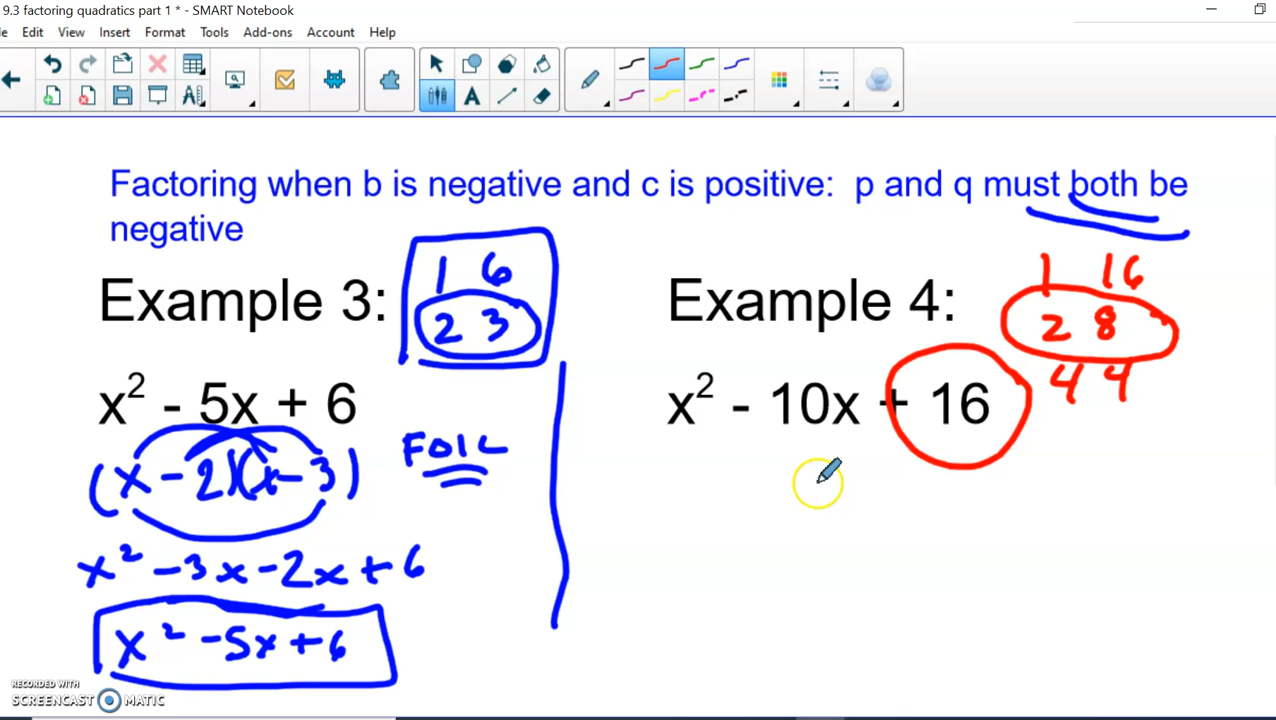 9.3 factoring quadratics part 1 * - SMART Notebook
Edit View Insert Format Tools Add-ons Account Help
Factoring when b is negative and c is positive: p and q must both be
negative
Example 3:
1 6
2 3
x² - 5x + 6
(x - 2)(x - 3)
FOIL
x² - 3x - 2x + 6
x² - 5x + 6
Example 4:
1 16
2 8
4 4
x² - 10x + 16
RECORDED WITH
SCREENCAST MATIC